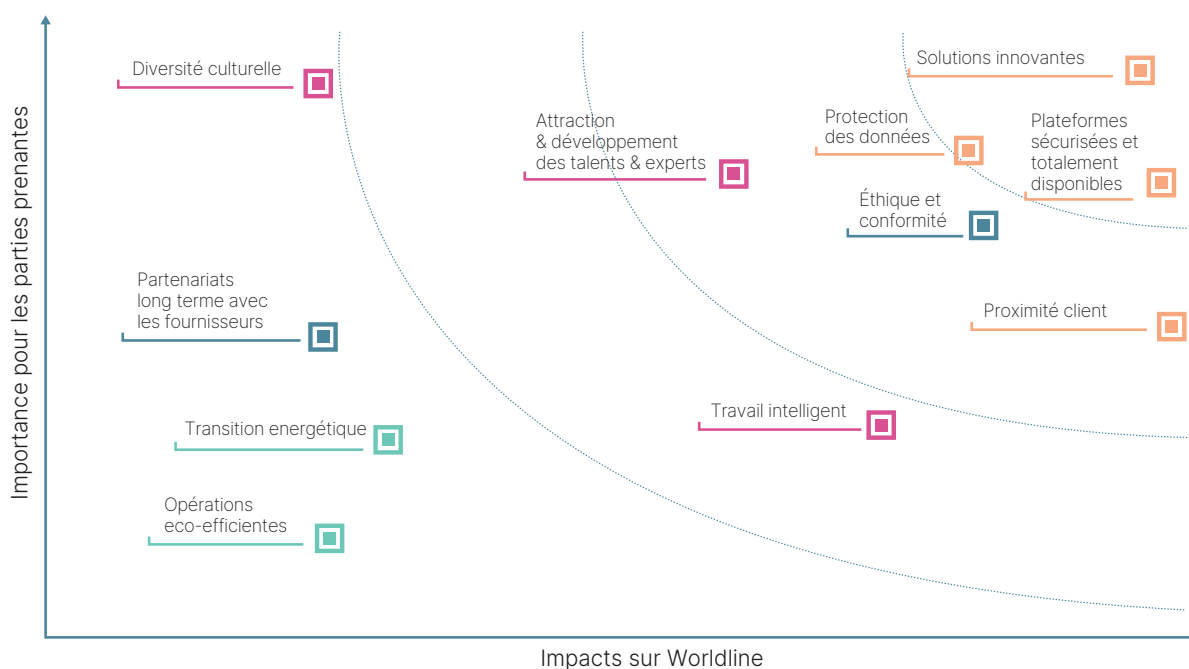 Importance pour les parties prenantes
Diversité culturelle
Solutions innovantes
Attraction
& développement
des talents & experts
Protection
des données
Plateformes
sécurisées et
totalement
disponibles
Éthique et
conformité
Partenariats
long terme avec
les fournisseurs
Proximité client
Travail intelligent
Transition energétique
Opérations
eco-efficientes
Impacts sur Worldline